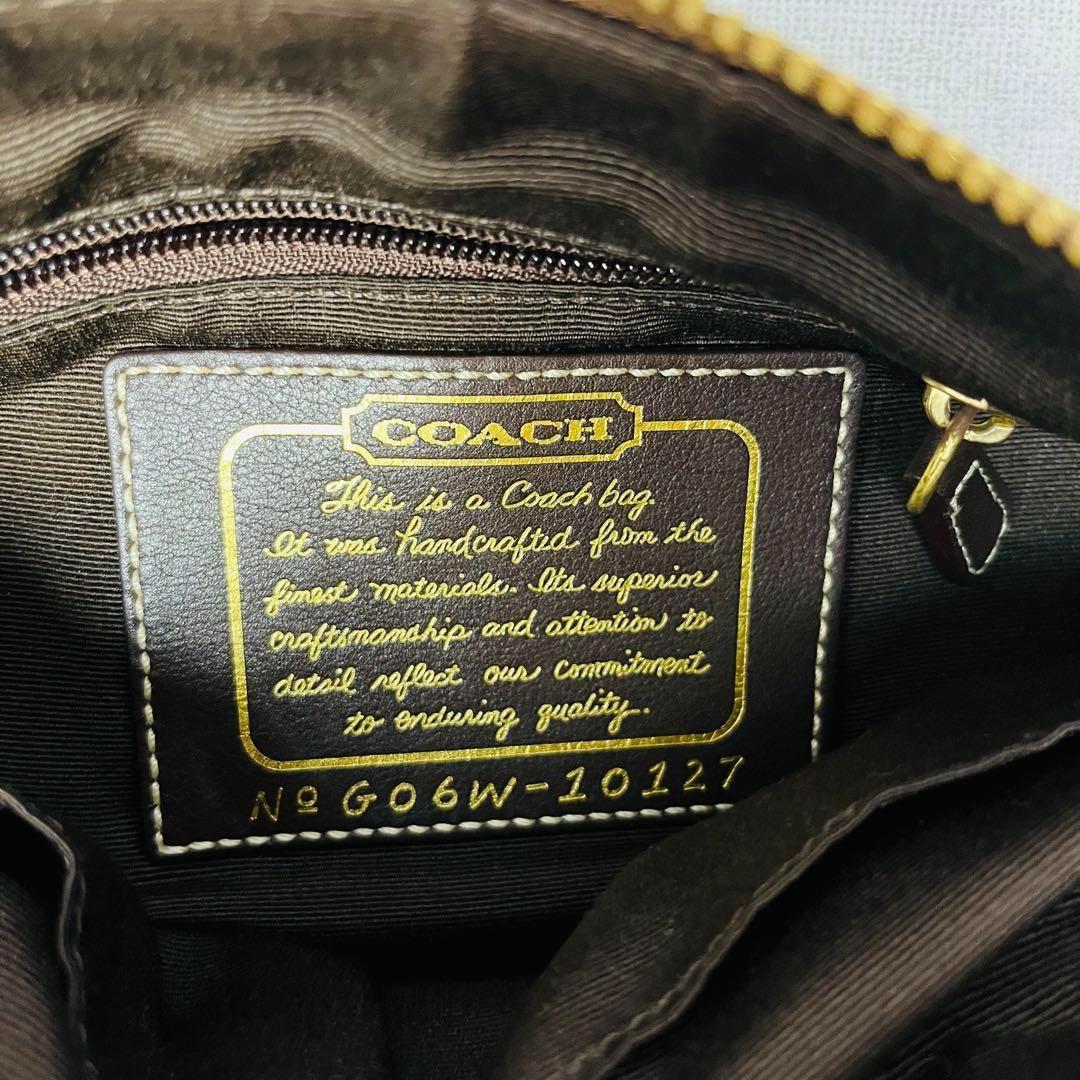 COACH
This is a Coach bag.
It was handcrafted from the
finest materials. Its superior
craftsmanship and attention to
detail reflect our commitment
to enduring quality.
Nº G06W-10127